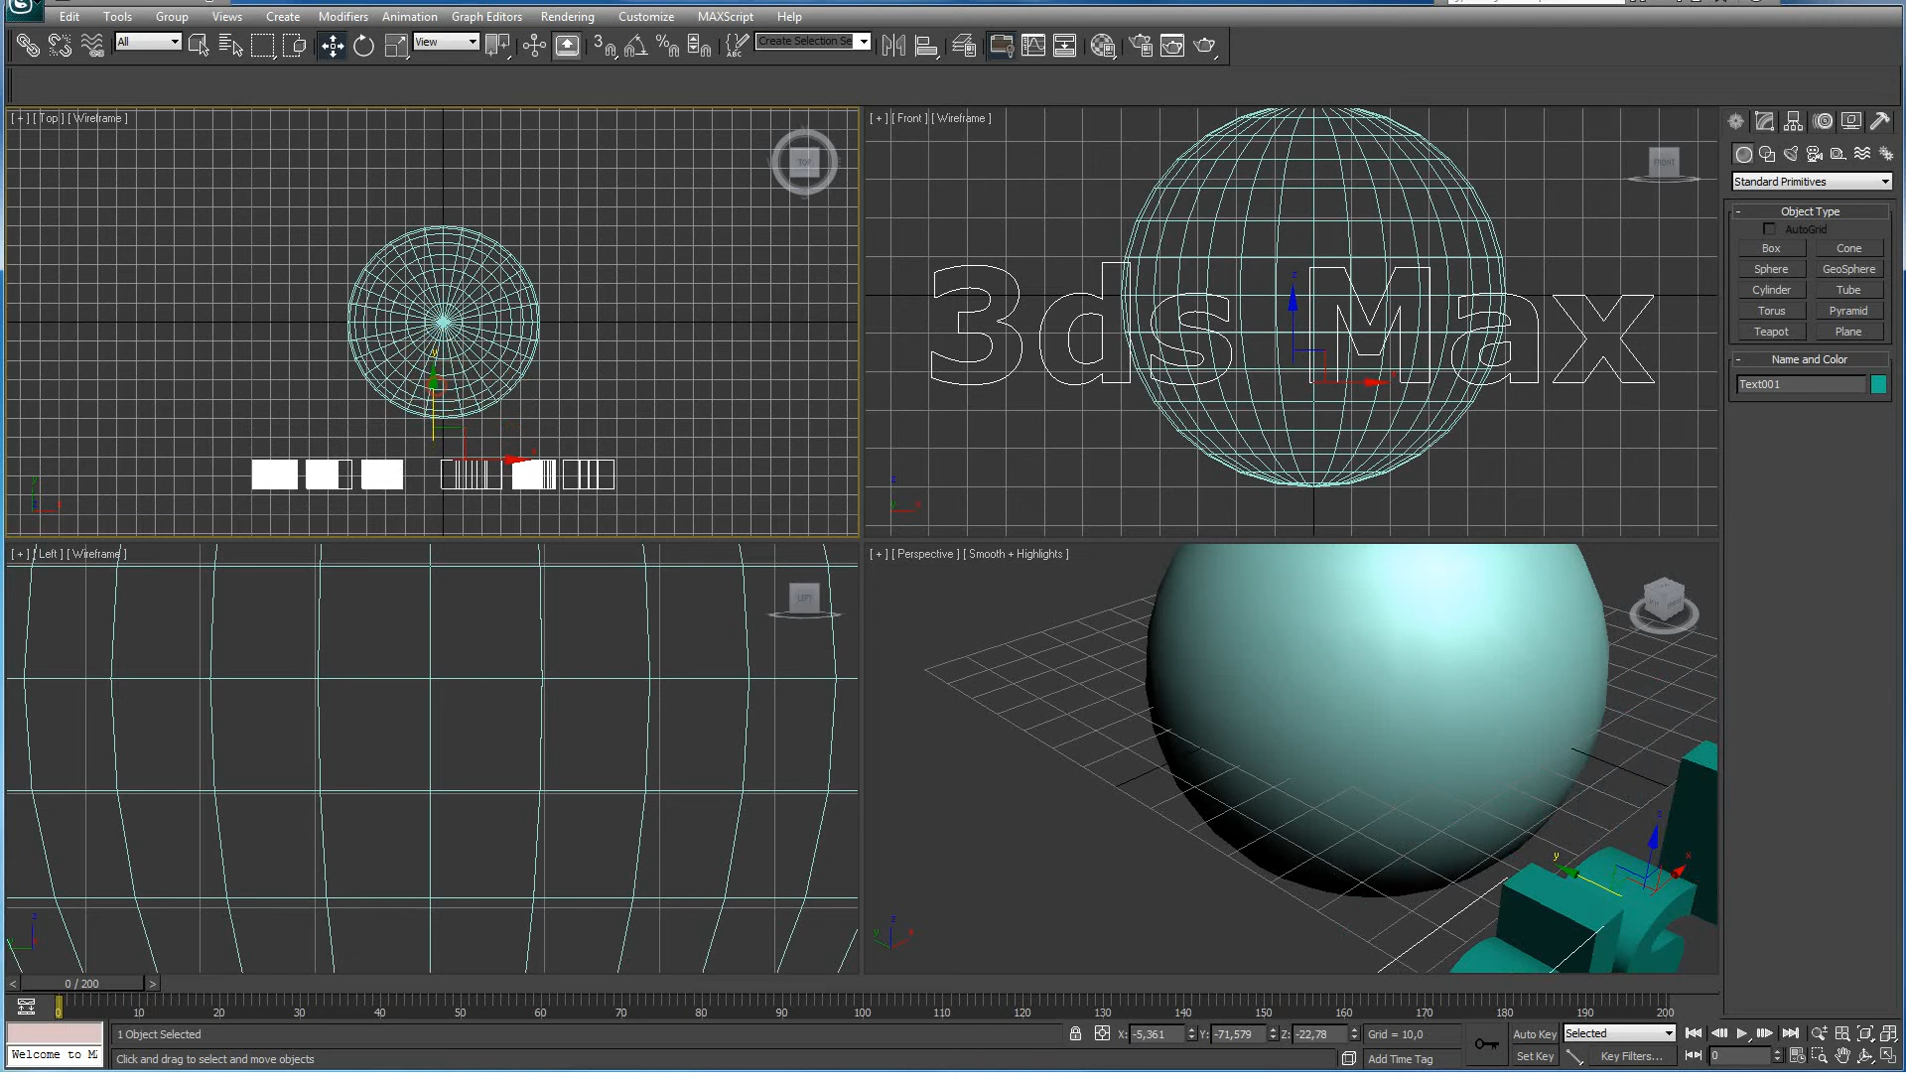 Edit Tools Group Views Create Modifiers Animation Graph Editors Rendering Customize MAXScript Help
All View Create Selection Se
[ + ] [ Top ] [ Wireframe ]
TOP
[ + ] [ Front ] [ Wireframe ]
FRONT
3ds Max
Standard Primitives
Object Type
AutoGrid
Box Cone
Sphere GeoSphere
Cylinder Tube
Torus Pyramid
Teapot Plane
Name and Color
Text001
[ + ] [ Left ] [ Wireframe ]
LEFT
[ + ] [ Perspective ] [ Smooth + Highlights ]
< 0 / 200 >
0 10 20 30 40 50 60 70 80 90 100 110 120 130 140 150 160 170 180 190 200
1 Object Selected X: -5,361 Y: -71,579 Z: -22,78 Grid = 10,0 Auto Key Selected
Welcome to M
Click and drag to select and move objects Add Time Tag Set Key Key Filters... 0